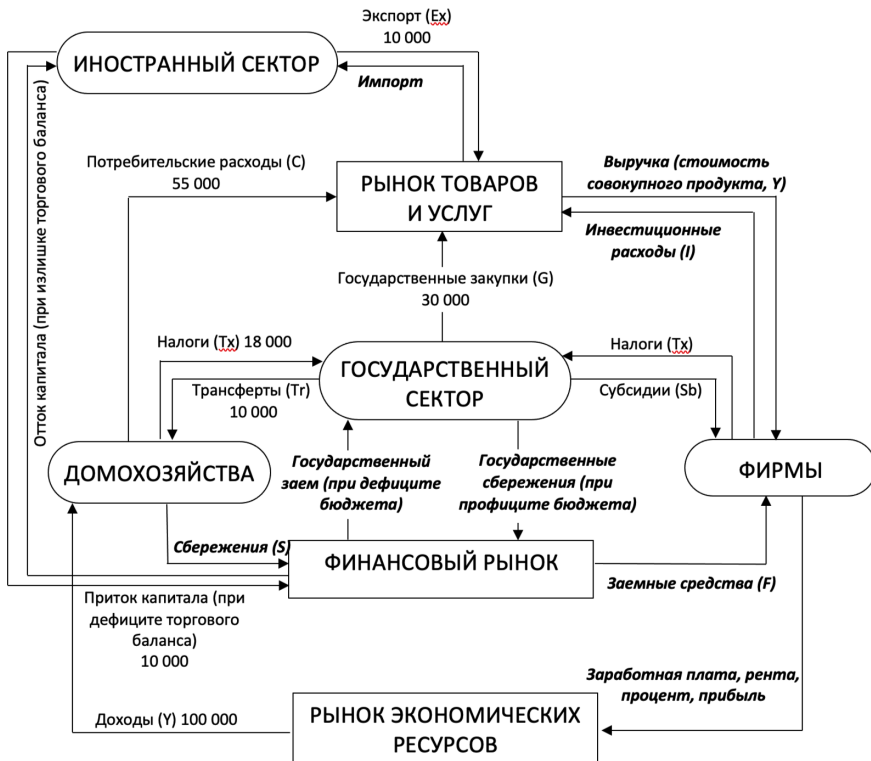 Экспорт (Ex)
10 000
ИНОСТРАННЫЙ СЕКТОР
Импорт
Отток капитала (при излишке торгового баланса)
Потребительские расходы (С)
55 000
РЫНОК ТОВАРОВ
И УСЛУГ
Выручка (стоимость
совокупного продукта, Y)
Инвестиционные
расходы (I)
Государственные закупки (G)
30 000
Налоги (Tx) 18 000
Трансферты (Tr)
10 000
ГОСУДАРСТВЕННЫЙ
СЕКТОР
Налоги (Tx)
Субсидии (Sb)
ДОМОХОЗЯЙСТВА
Государственный
заем (при дефиците
бюджета)
Государственные
сбережения (при
профиците бюджета)
ФИРМЫ
Сбережения (S)
ФИНАНСОВЫЙ РЫНОК
Заемные средства (F)
Приток капитала (при
дефиците торгового
баланса)
10 000
Заработная плата, рента,
процент, прибыль
Доходы (Y) 100 000
РЫНОК ЭКОНОМИЧЕСКИХ
РЕСУРСОВ